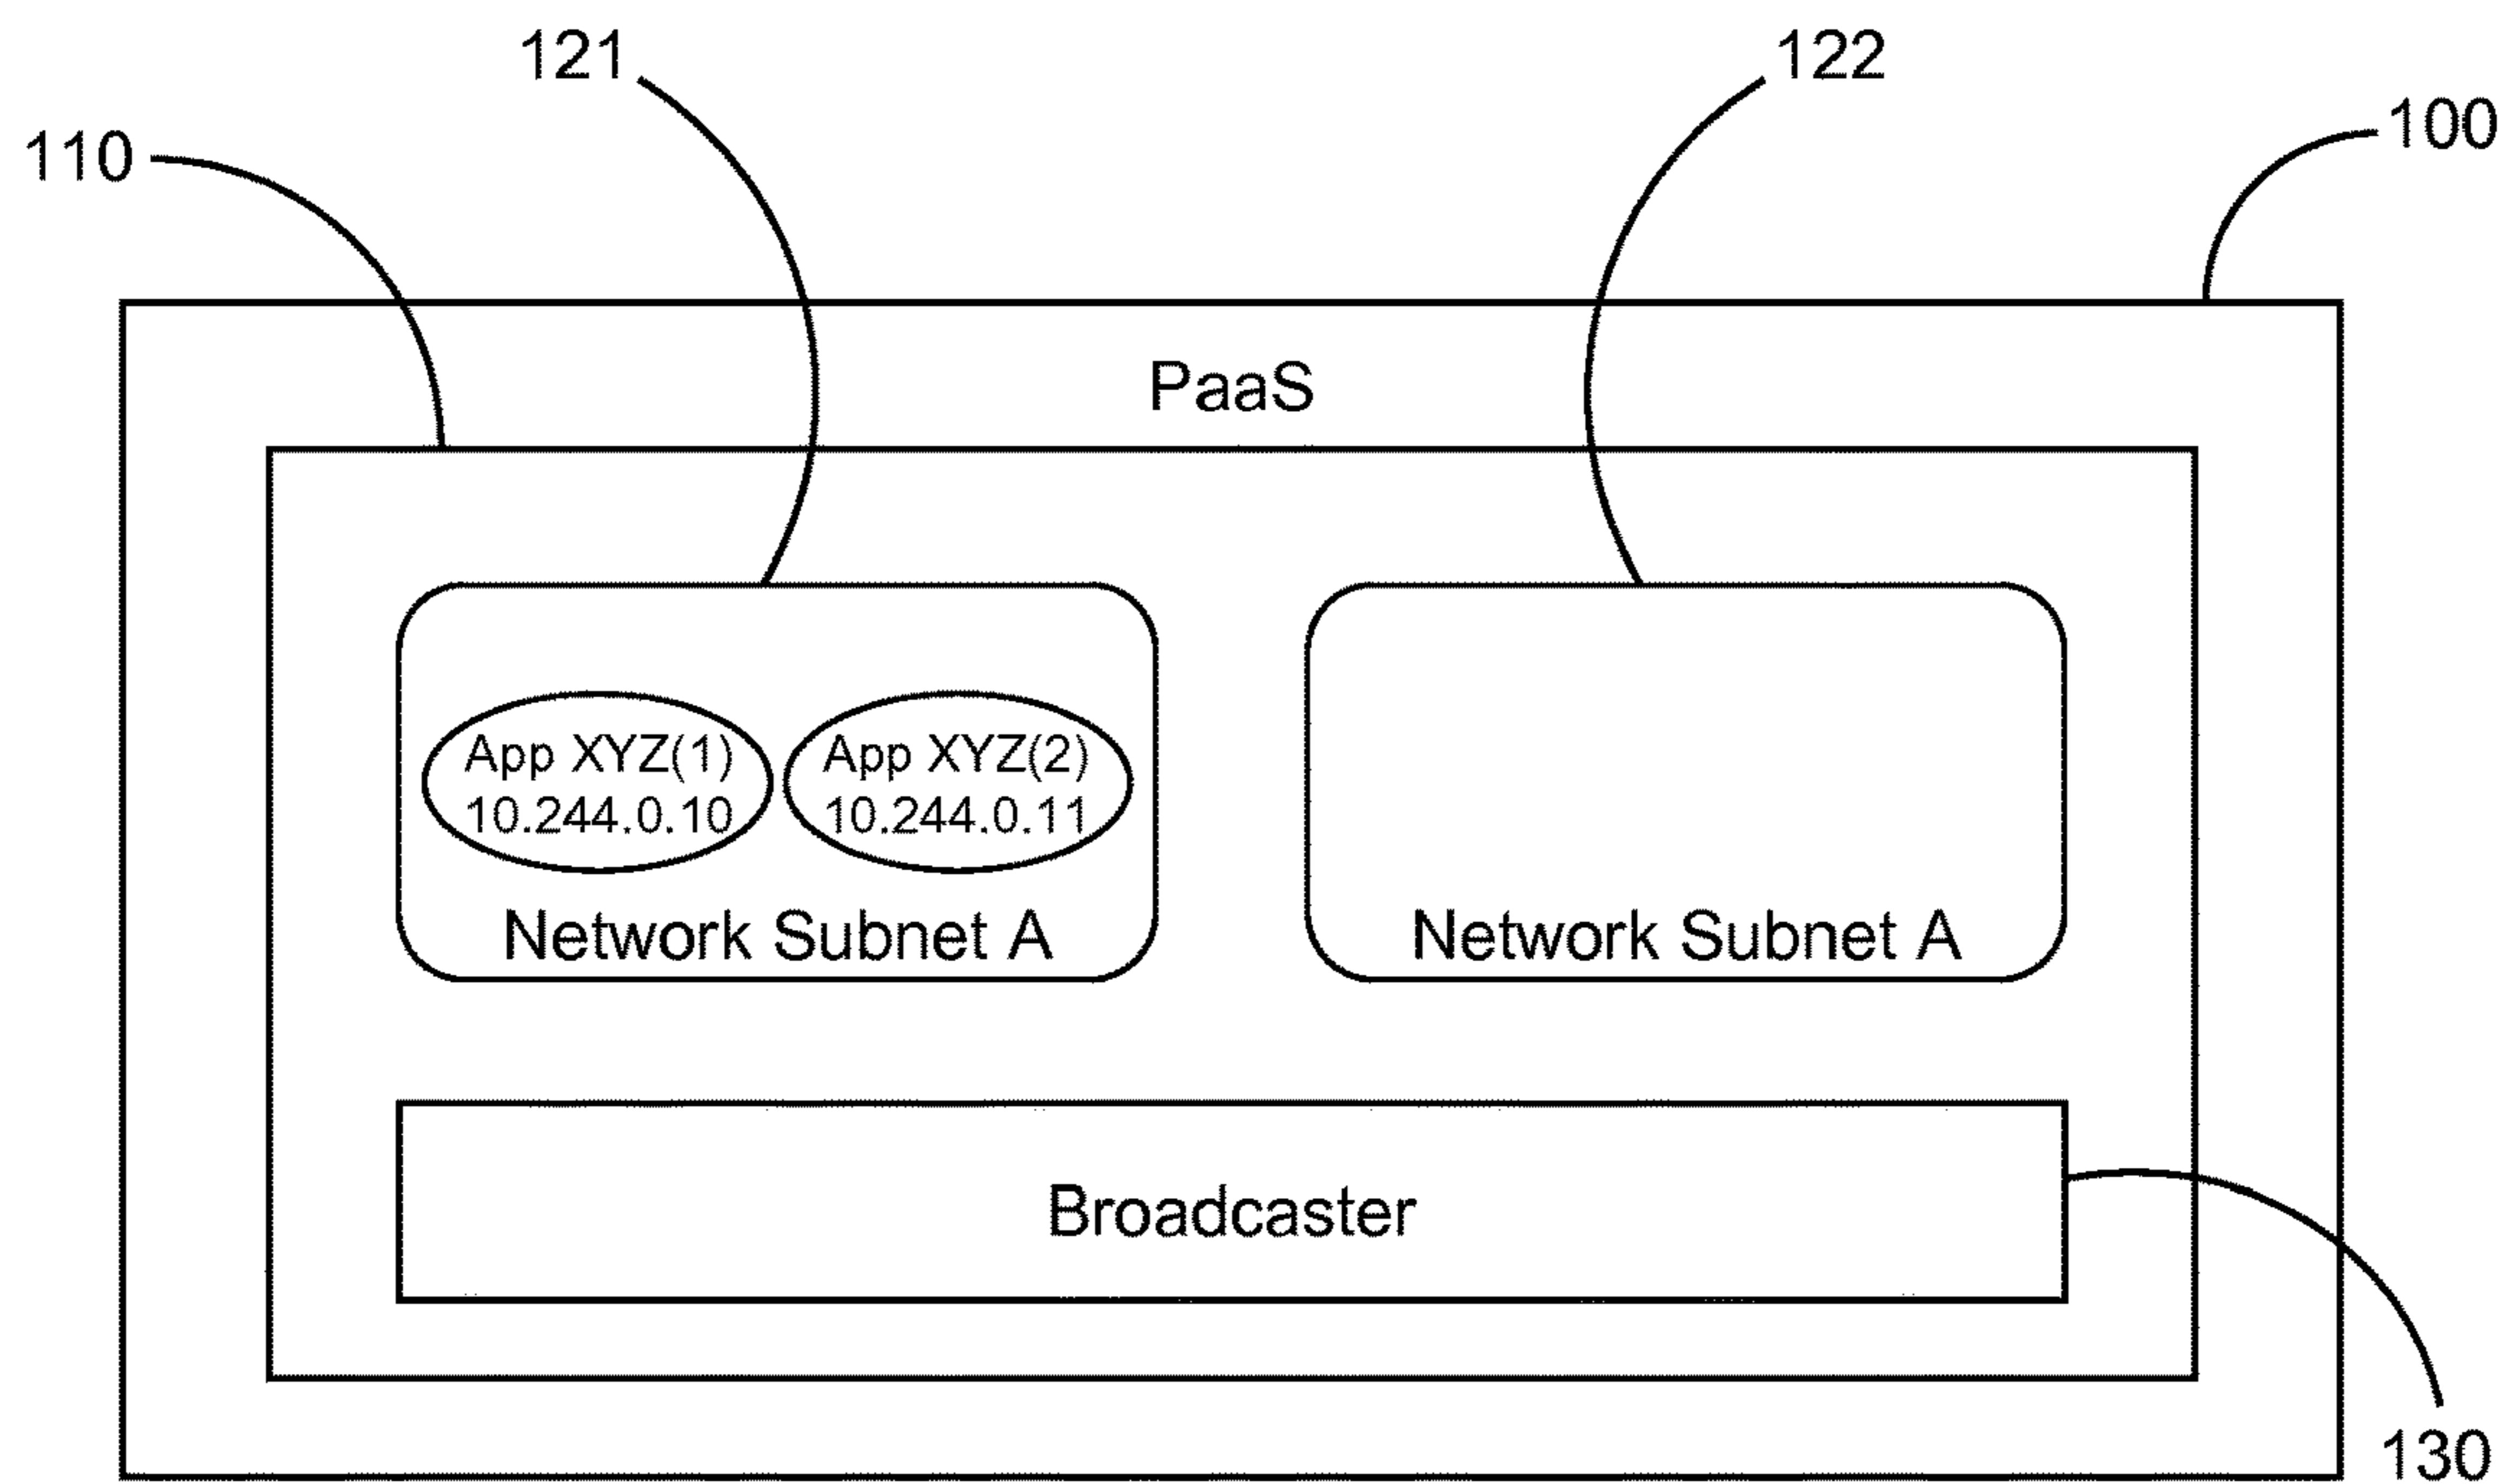 121
122
100
110
PaaS
App XYZ(1)
10.244.0.10
App XYZ(2)
10.244.0.11
Network Subnet A
Network Subnet A
Broadcaster
130